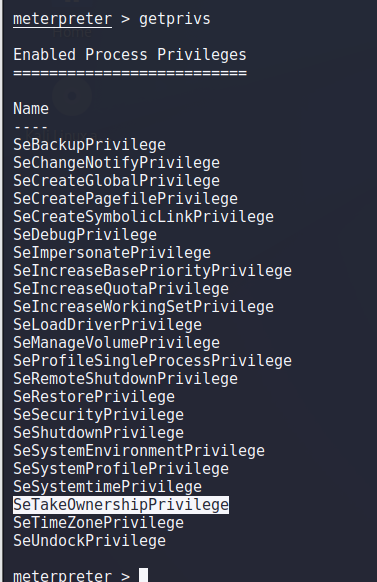 meterpreter > getprivs
Enabled Process Privileges
==========================
Name
----
SeBackupPrivilege
SeChangeNotifyPrivilege
SeCreateGlobalPrivilege
SeCreatePagefilePrivilege
SeCreateSymbolicLinkPrivilege
SeDebugPrivilege
SeImpersonatePrivilege
SeIncreaseBasePriorityPrivilege
SeIncreaseQuotaPrivilege
SeIncreaseWorkingSetPrivilege
SeLoadDriverPrivilege
SeManageVolumePrivilege
SeProfileSingleProcessPrivilege
SeRemoteShutdownPrivilege
SeRestorePrivilege
SeSecurityPrivilege
SeShutdownPrivilege
SeSystemEnvironmentPrivilege
SeSystemProfilePrivilege
SeSystemtimePrivilege
SeTakeOwnershipPrivilege
SeTimeZonePrivilege
SeUndockPrivilege
meterpreter >